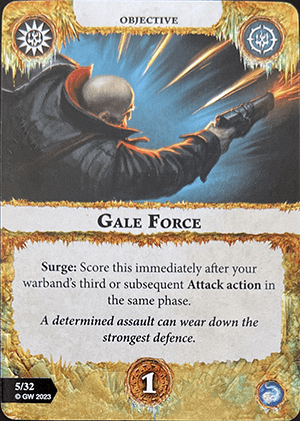 OBJECTIVE
GALE FORCE
Surge: Score this immediately after your
warband's third or subsequent Attack action in
the same phase.
A determined assault can wear down the
strongest defence.
5/32
© GW 2023
1